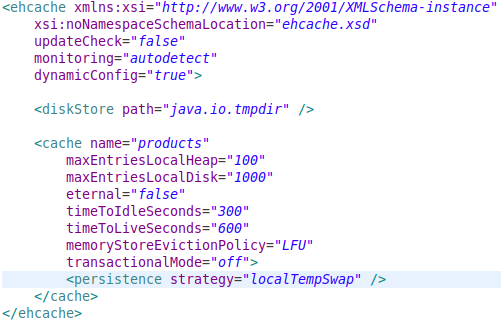 <ehcache xmlns:xsi="http://www.w3.org/2001/XMLSchema-instance"
    xsi:noNamespaceSchemaLocation="ehcache.xsd"
    updateCheck="false"
    monitoring="autodetect"
    dynamicConfig="true">

    <diskStore path="java.io.tmpdir" />

    <cache name="products"
        maxEntriesLocalHeap="100"
        maxEntriesLocalDisk="1000"
        eternal="false"
        timeToIdleSeconds="300"
        timeToLiveSeconds="600"
        memoryStoreEvictionPolicy="LFU"
        transactionalMode="off">
        <persistence strategy="localTempSwap" />
    </cache>
</ehcache>